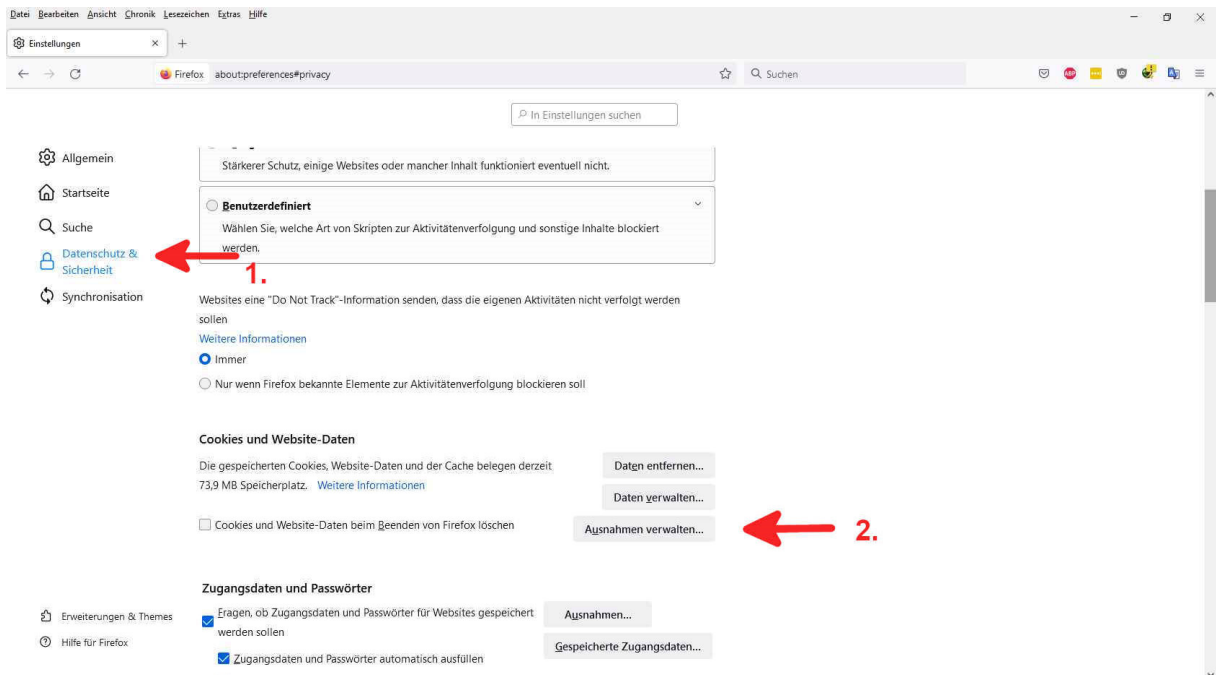 Datei Bearbeiten Ansicht Chronik Lesezeichen Extras Hilfe
Einstellungen
Firefox about:preferences#privacy
Suchen
ABP
In Einstellungen suchen
Allgemein
Startseite
Suche
Datenschutz &
Sicherheit
1.
Synchronisation
Stärkerer Schutz, einige Websites oder mancher Inhalt funktioniert eventuell nicht.
Benutzerdefiniert
Wählen Sie, welche Art von Skripten zur Aktivitätenverfolgung und sonstige Inhalte blockiert
werden.
Websites eine "Do Not Track"-Information senden, dass die eigenen Aktivitäten nicht verfolgt werden
sollen
Weitere Informationen
Immer
Nur wenn Firefox bekannte Elemente zur Aktivitätenverfolgung blockieren soll
Cookies und Website-Daten
Die gespeicherten Cookies, Website-Daten und der Cache belegen derzeit
73,9 MB Speicherplatz. Weitere Informationen
Daten entfernen...
Daten verwalten...
Cookies und Website-Daten beim Beenden von Firefox löschen
Ausnahmen verwalten...
2.
Zugangsdaten und Passwörter
Fragen, ob Zugangsdaten und Passwörter für Websites gespeichert
werden sollen
Ausnahmen...
Gespeicherte Zugangsdaten...
Zugangsdaten und Passwörter automatisch ausfüllen
Erweiterungen & Themes
Hilfe für Firefox